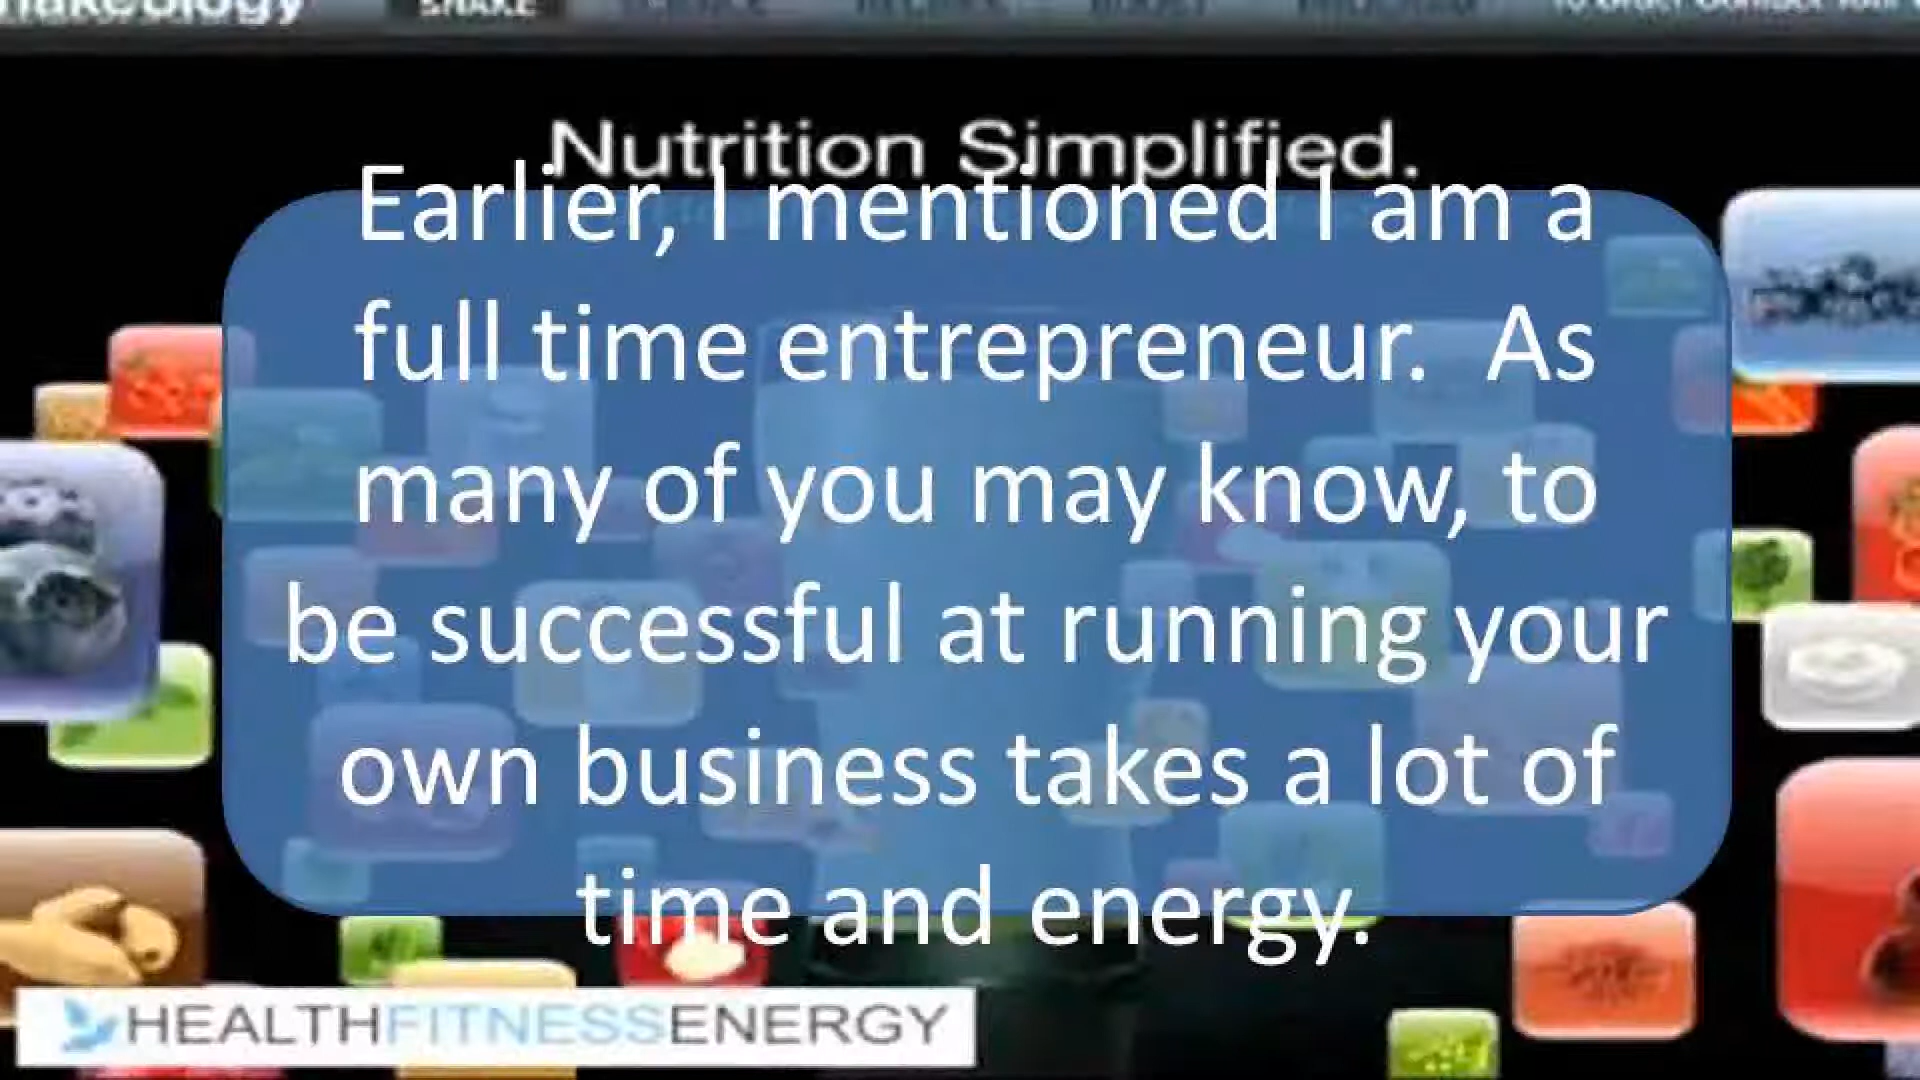 SHAKE
Nutrition Simplified.
Earlier, I mentioned I am a
full time entrepreneur.  As
many of you may know, to
be successful at running your
own business takes a lot of
time and energy.
HEALTHFITNESSENERGY